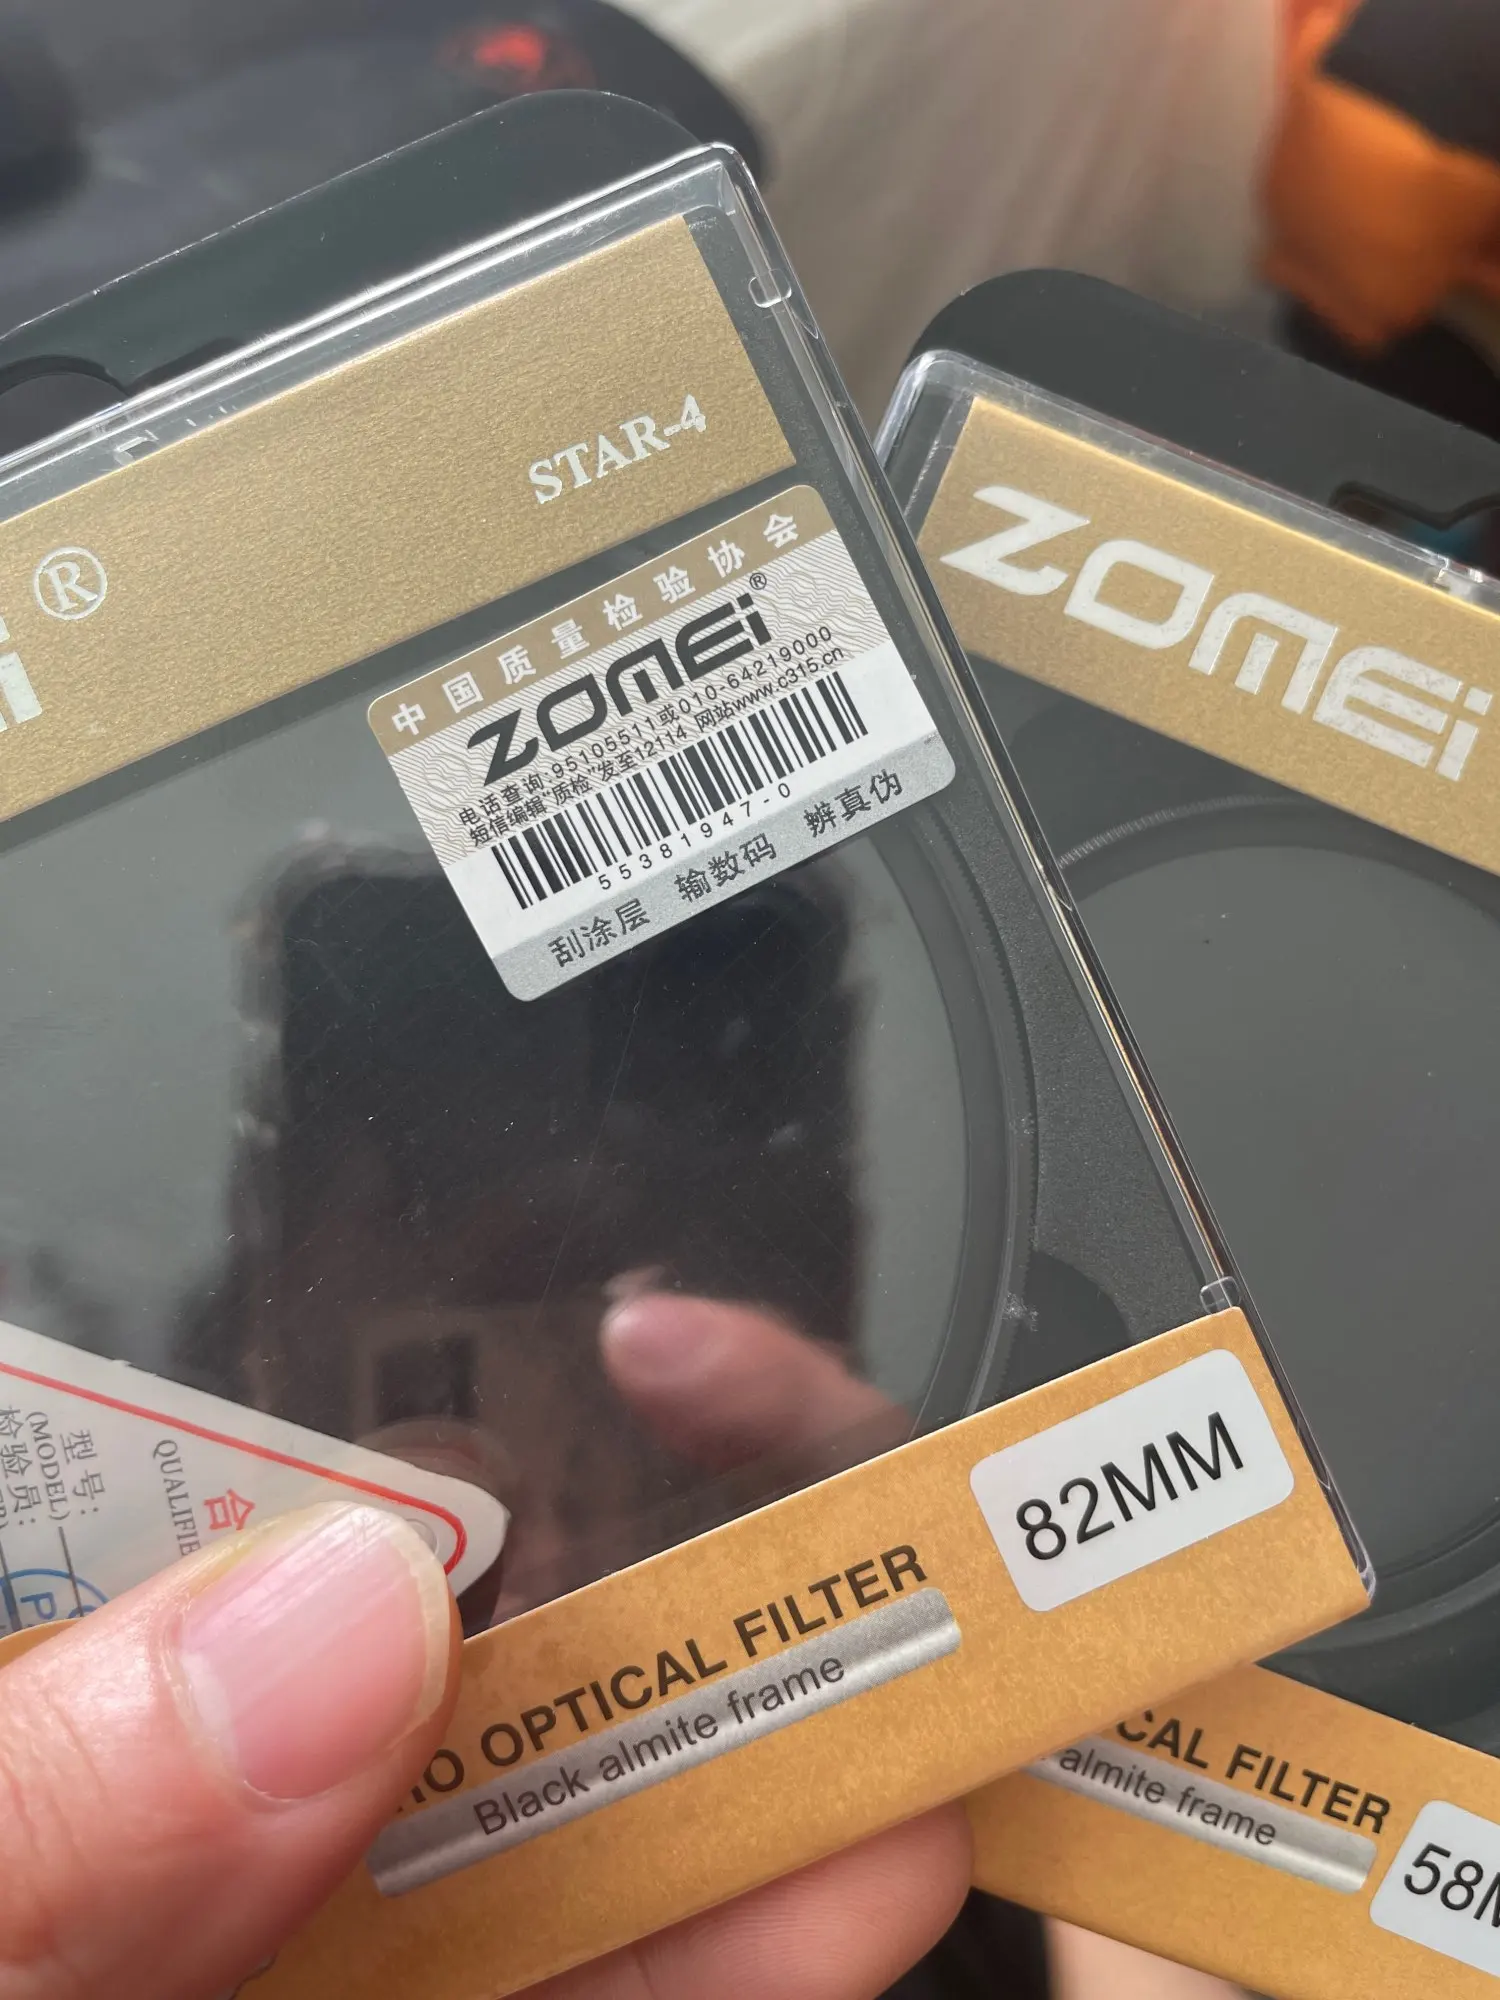 STAR-4
®
中国质量检验协会
ZOMEI®
电话查询:95105511或010-64219000
短信编辑"质检"发至12114 网站www.c315.cn
55381947-0
刮涂层 输数码 辨真伪
82MM
OPTICAL FILTER
Black almite frame
型号:
(MODEL)
检验员:
合
ZOMEI
FILTER
almite frame